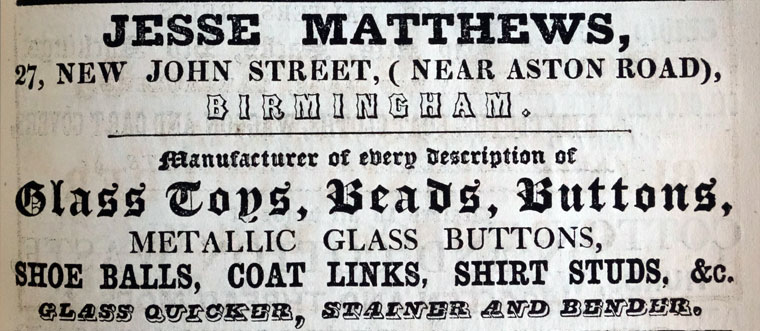 JESSE MATTHEWS,
27, NEW JOHN STREET, ( NEAR ASTON ROAD),
BIRMINGHAM.
Manufacturer of every description of
Glass Toys, Beads, Buttons,
METALLIC GLASS BUTTONS,
SHOE BALLS, COAT LINKS, SHIRT STUDS, &c.
GLASS QUICKER, STAINER AND BENDER.